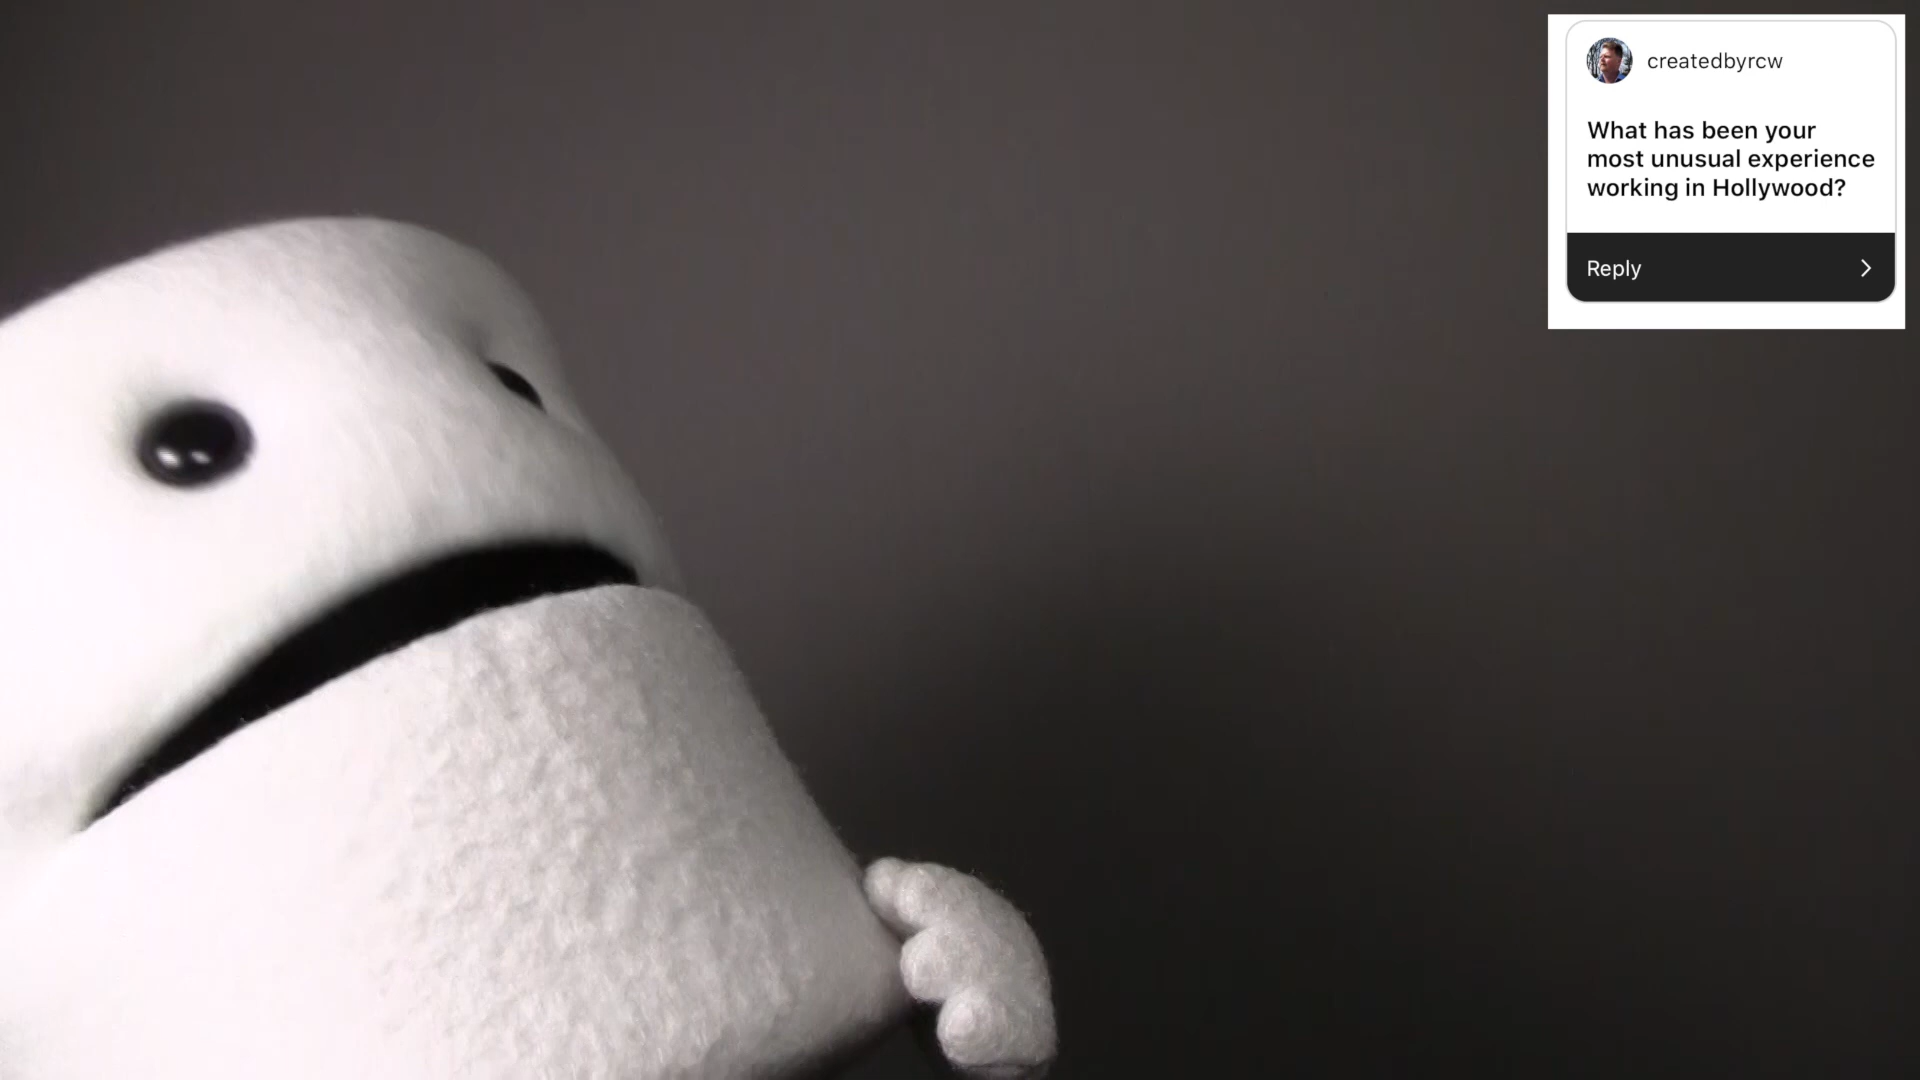 createdbyrcw
What has been your
most unusual experience
working in Hollywood?
Reply